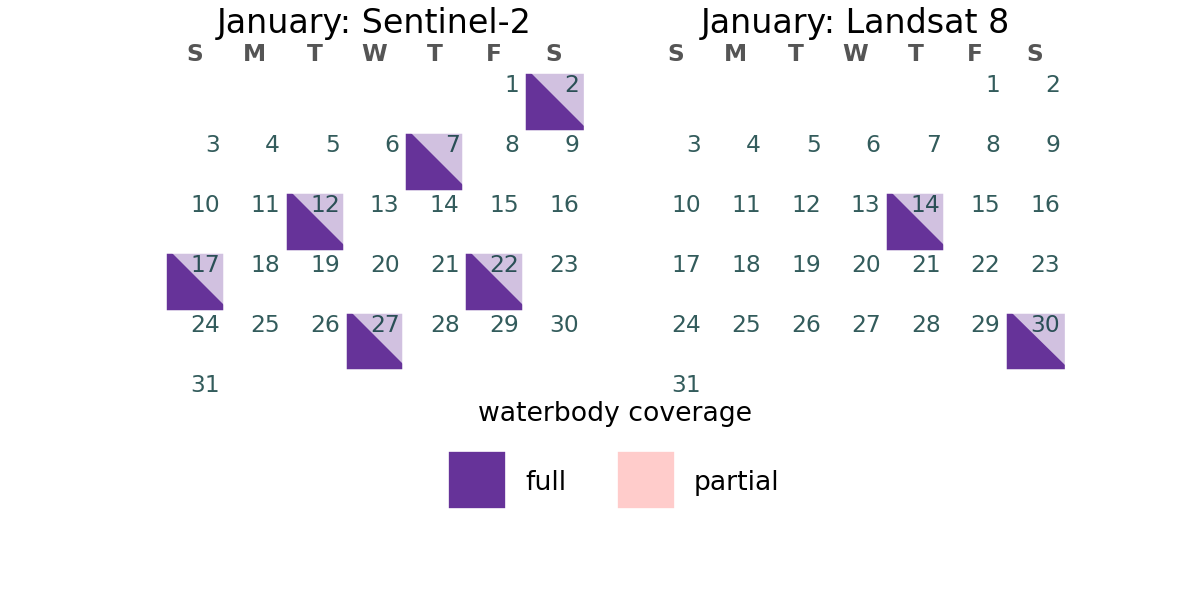 January: Sentinel-2
S M T W T F S
1 2
3 4 5 6 7 8 9
10 11 12 13 14 15 16
17 18 19 20 21 22 23
24 25 26 27 28 29 30
31
January: Landsat 8
S M T W T F S
1 2
3 4 5 6 7 8 9
10 11 12 13 14 15 16
17 18 19 20 21 22 23
24 25 26 27 28 29 30
31
waterbody coverage
full partial